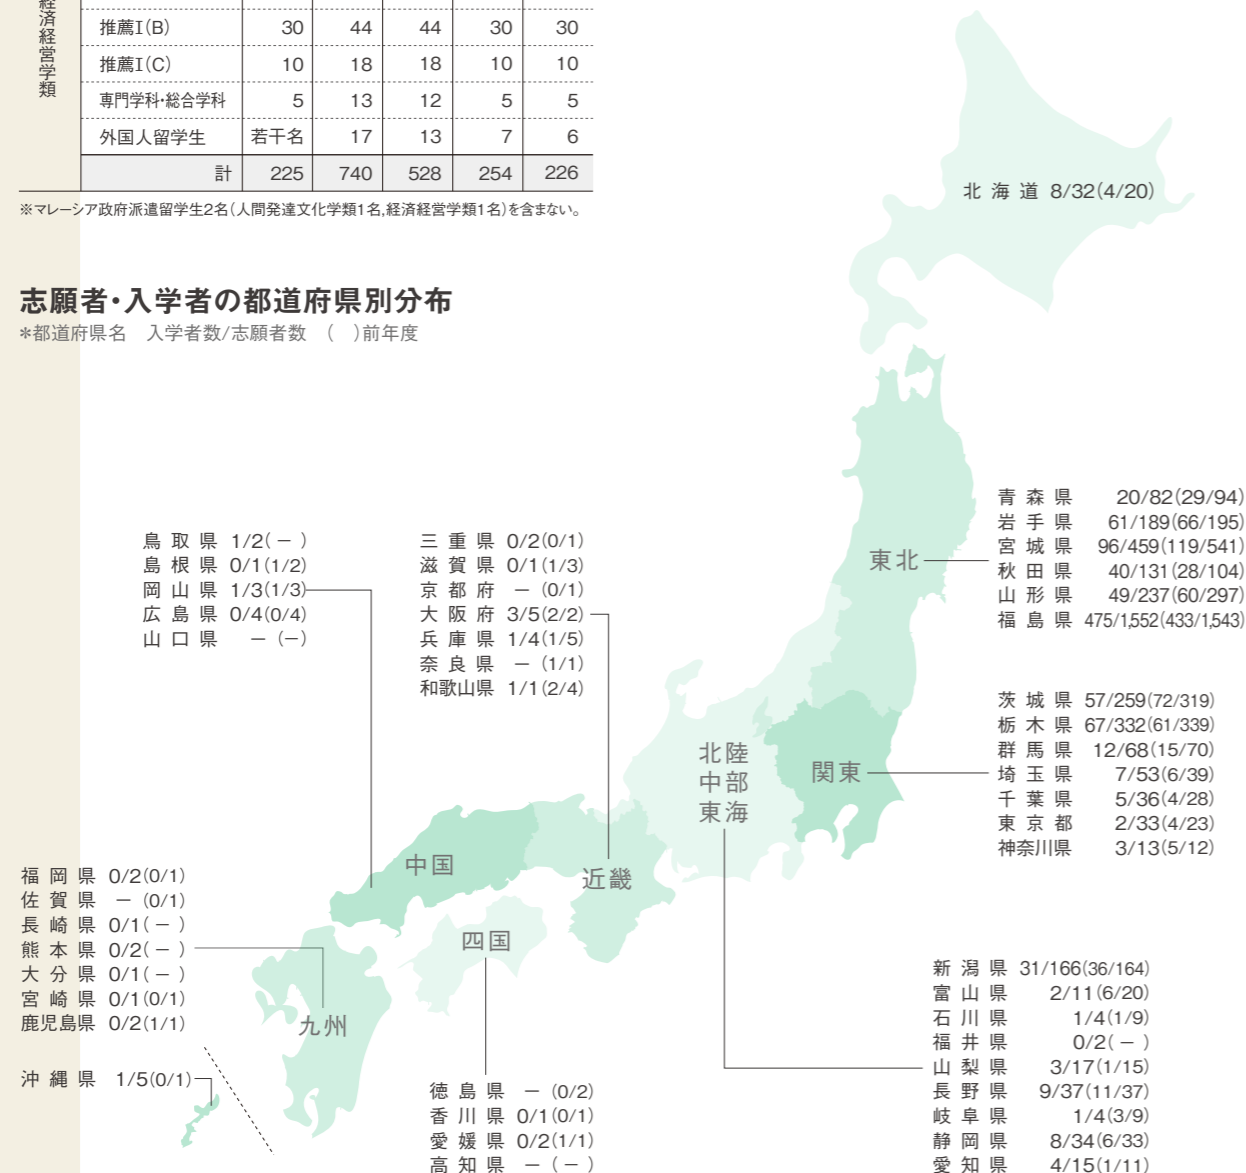 経済経営学類
推薦I(B) 30 44 44 30 30
推薦I(C) 10 18 18 10 10
専門学科・総合学科 5 13 12 5 5
外国人留学生 若干名 17 13 7 6
計 225 740 528 254 226
※マレーシア政府派遣留学生2名(人間発達文化学類1名,経済経営学類1名)を含まない。
志願者・入学者の都道府県別分布
*都道府県名 入学者数/志願者数 ( )前年度
北海道 8/32(4/20)
東北
青森県 20/82(29/94)
岩手県 61/189(66/195)
宮城県 96/459(119/541)
秋田県 40/131(28/104)
山形県 49/237(60/297)
福島県 475/1,552(433/1,543)
関東
茨城県 57/259(72/319)
栃木県 67/332(61/339)
群馬県 12/68(15/70)
埼玉県 7/53(6/39)
千葉県 5/36(4/28)
東京都 2/33(4/23)
神奈川県 3/13(5/12)
北陸
中部
東海
新潟県 31/166(36/164)
富山県 2/11(6/20)
石川県 1/4(1/9)
福井県 0/2(－)
山梨県 3/17(1/15)
長野県 9/37(11/37)
岐阜県 1/4(3/9)
静岡県 8/34(6/33)
愛知県 4/15(1/11)
近畿
三重県 0/2(0/1)
滋賀県 0/1(1/3)
京都府 －(0/1)
大阪府 3/5(2/2)
兵庫県 1/4(1/5)
奈良県 －(1/1)
和歌山県 1/1(2/4)
中国
鳥取県 1/2(－)
島根県 0/1(1/2)
岡山県 1/3(1/3)
広島県 0/4(0/4)
山口県 －(－)
四国
徳島県 －(0/2)
香川県 0/1(0/1)
愛媛県 0/2(1/1)
高知県 －(－)
九州
福岡県 0/2(0/1)
佐賀県 －(0/1)
長崎県 0/1(－)
熊本県 0/2(－)
大分県 0/1(－)
宮崎県 0/1(0/1)
鹿児島県 0/2(1/1)
沖縄県 1/5(0/1)